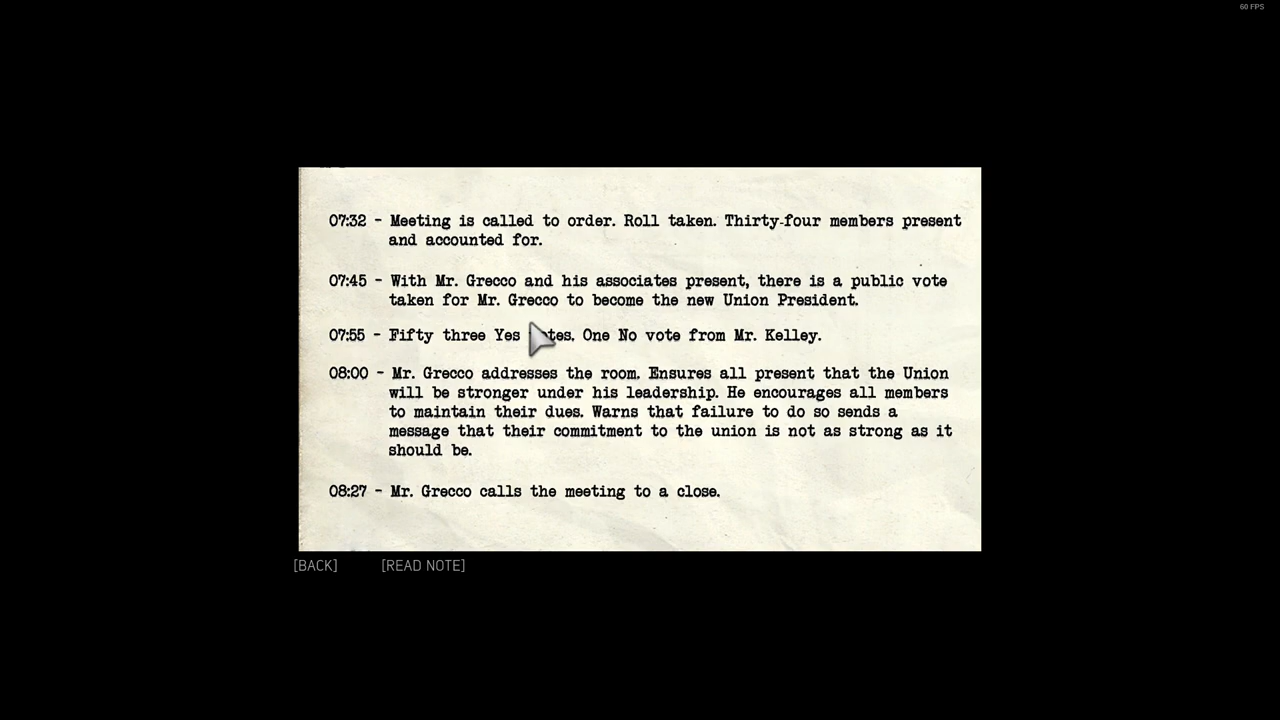 60 FPS
07:32 - Meeting is called to order. Roll taken. Thirty-four members present
and accounted for.
07:45 - With Mr. Grecco and his associates present, there is a public vote
taken for Mr. Grecco to become the new Union President.
07:55 - Fifty three Yes One No vote from Mr. Kelley.
08:00 - Mr. Grecco addresses the room. Ensures all present that the Union
will be stronger under his leadership. He encourages all members
to maintain their dues. Warns that failure to do so sends a
message that their commitment to the union is not as strong as it
should be.
08:27 - Mr. Grecco calls the meeting to a close.
[BACK] [READ NOTE]